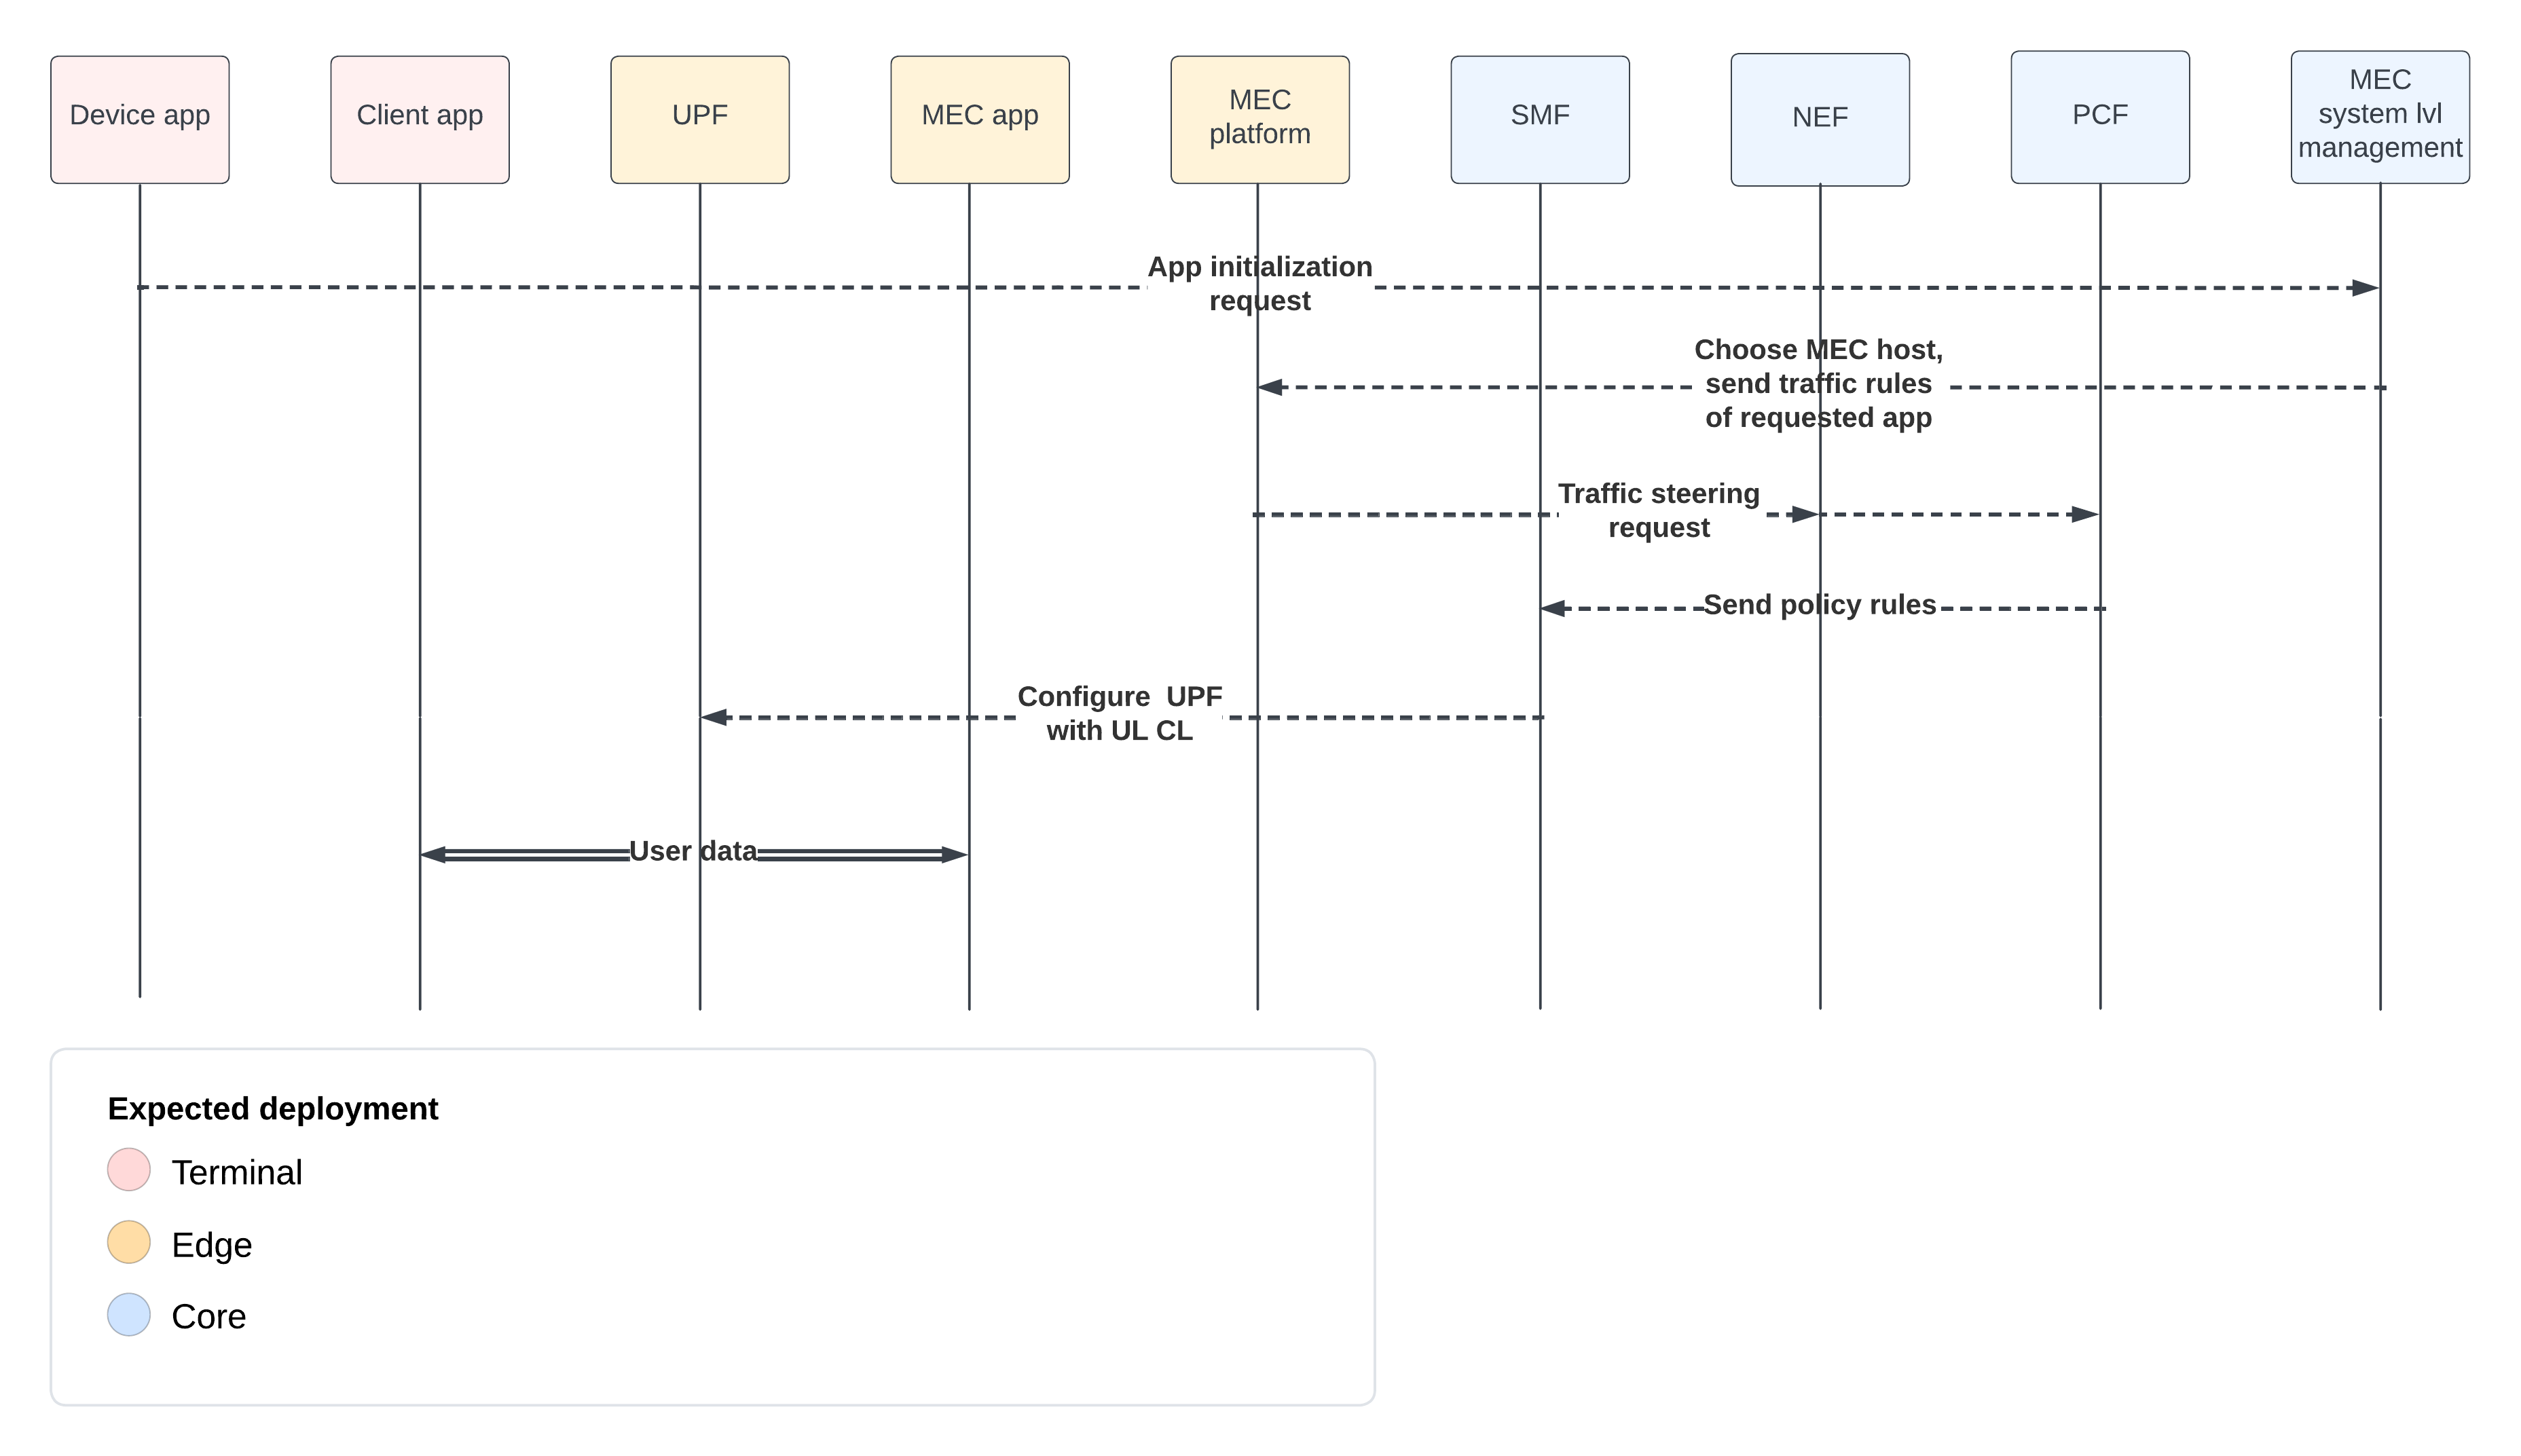 Device app
Client app
UPF
MEC app
MEC
platform
SMF
NEF
PCF
MEC
system lvl
management
App initialization
request
Choose MEC host,
send traffic rules
of requested app
Traffic steering
request
Send policy rules
Configure  UPF
with UL CL
User data
Expected deployment
Terminal
Edge
Core